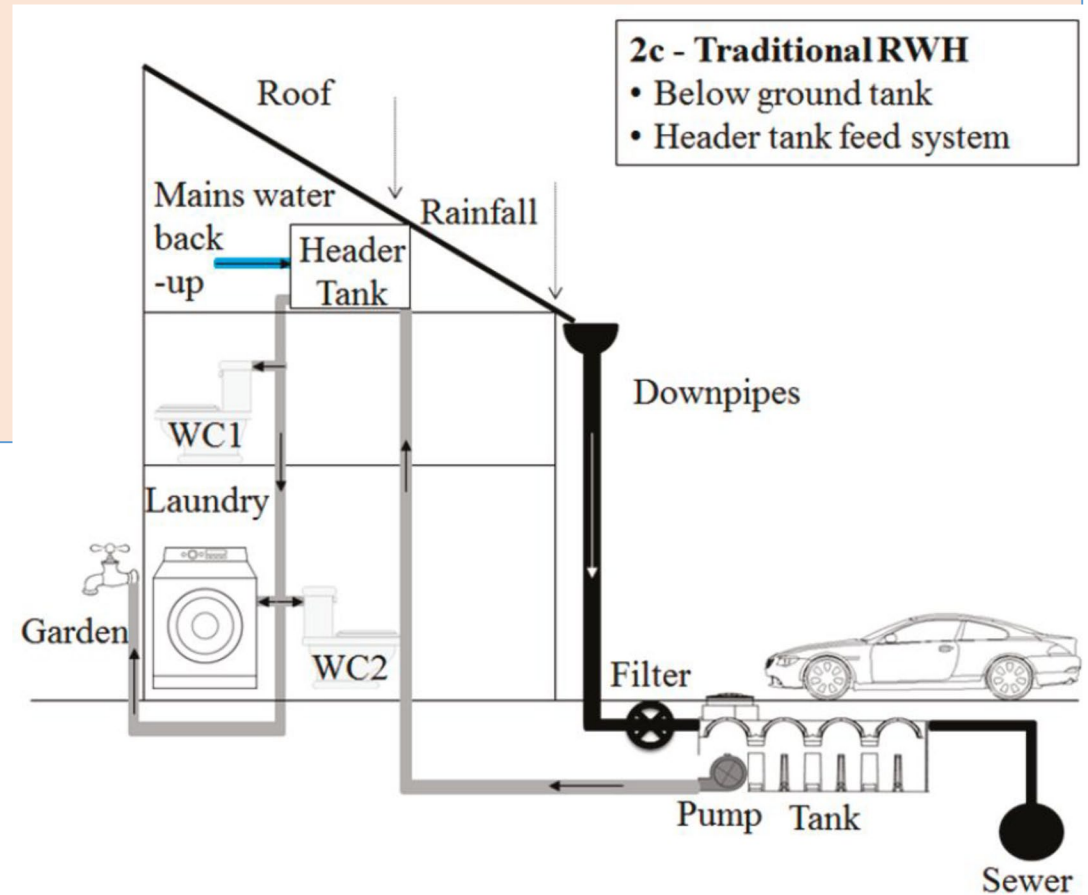 2c - Traditional RWH
• Below ground tank
• Header tank feed system
Roof
Mains water
back
-up
Rainfall
Header
Tank
Downpipes
WC1
Laundry
Garden
WC2
Filter
Pump
Tank
Sewer